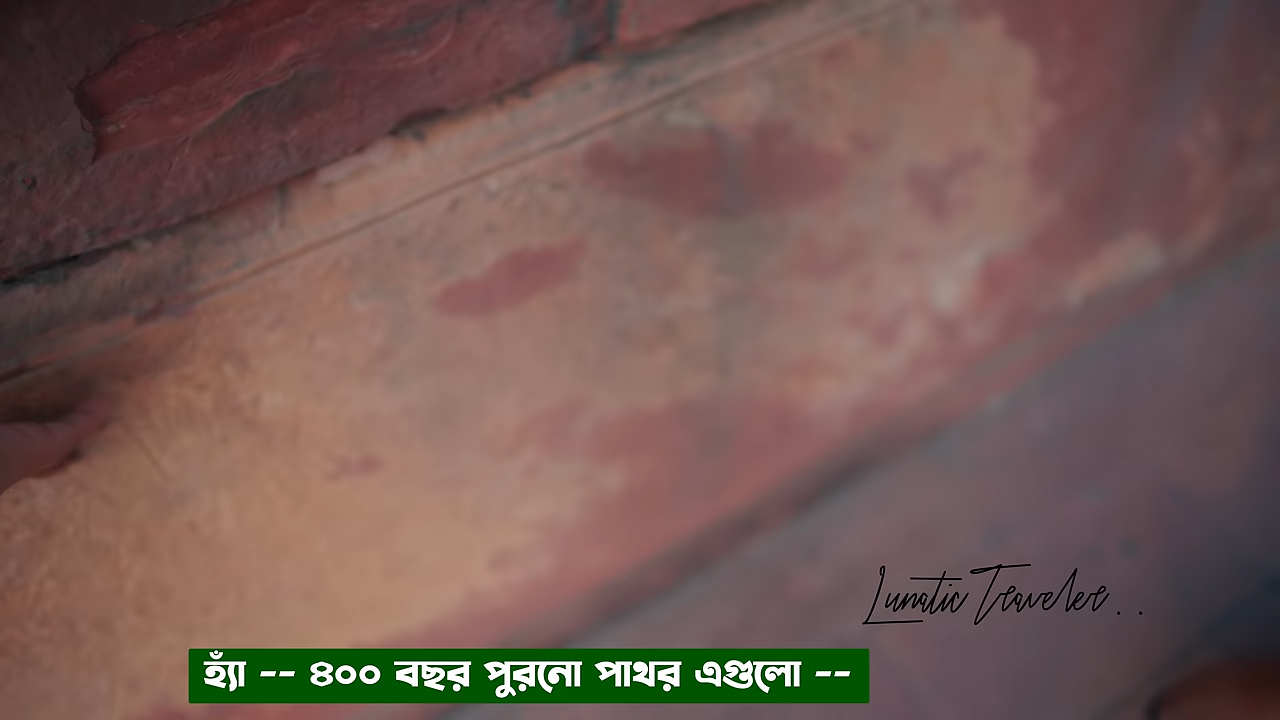 Lunatic Traveler..
হ্যাঁ -- ৪০০ বছর পুরনো পাথর এগুলো --